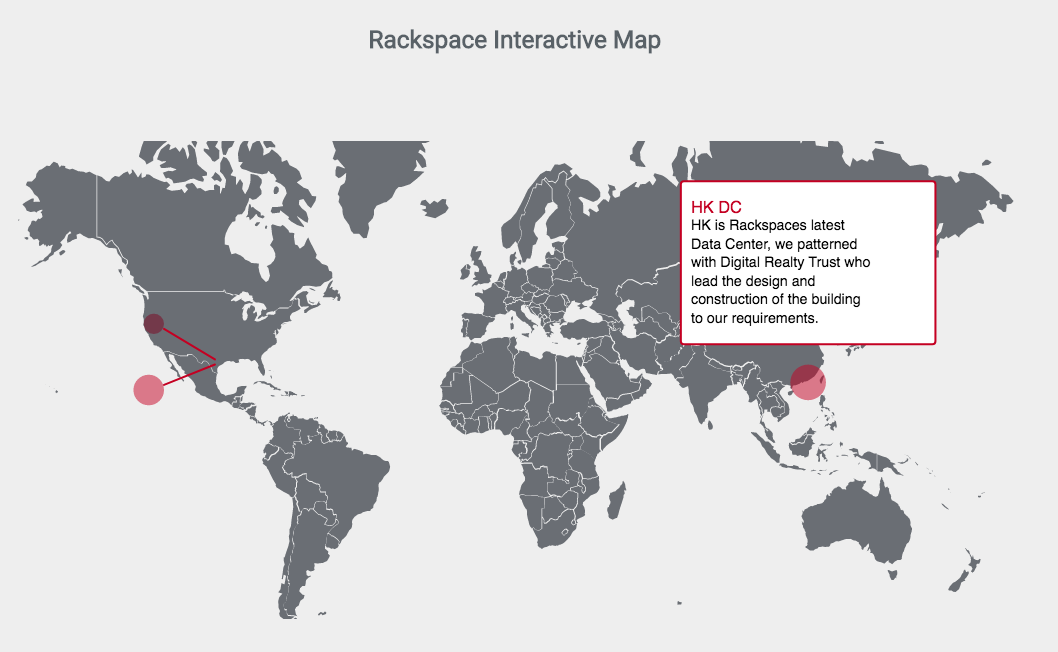 Rackspace Interactive Map
HK DC
HK is Rackspaces latest
Data Center, we patterned
with Digital Realty Trust who
lead the design and
construction of the building
to our requirements.